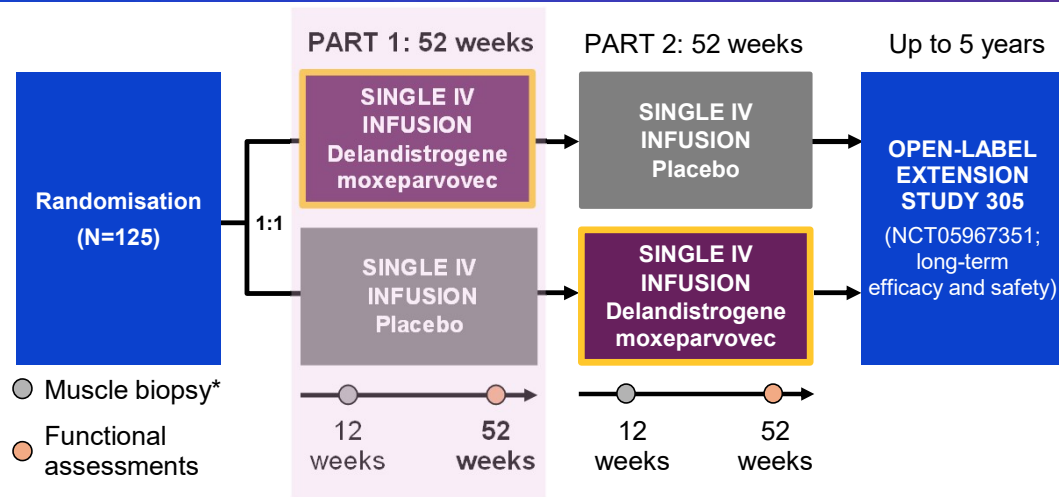 PART 1: 52 weeks
PART 2: 52 weeks
Up to 5 years
Randomisation
(N=125)
1:1
SINGLE IV
INFUSION
Delandistrogene
moxeparvovec
SINGLE IV
INFUSION
Placebo
SINGLE IV
INFUSION
Placebo
SINGLE IV
INFUSION
Delandistrogene
moxeparvovec
OPEN-LABEL
EXTENSION
STUDY 305
(NCT05967351;
long-term
efficacy and safety)
Muscle biopsy*
Functional
assessments
12
weeks
52
weeks
12
weeks
52
weeks